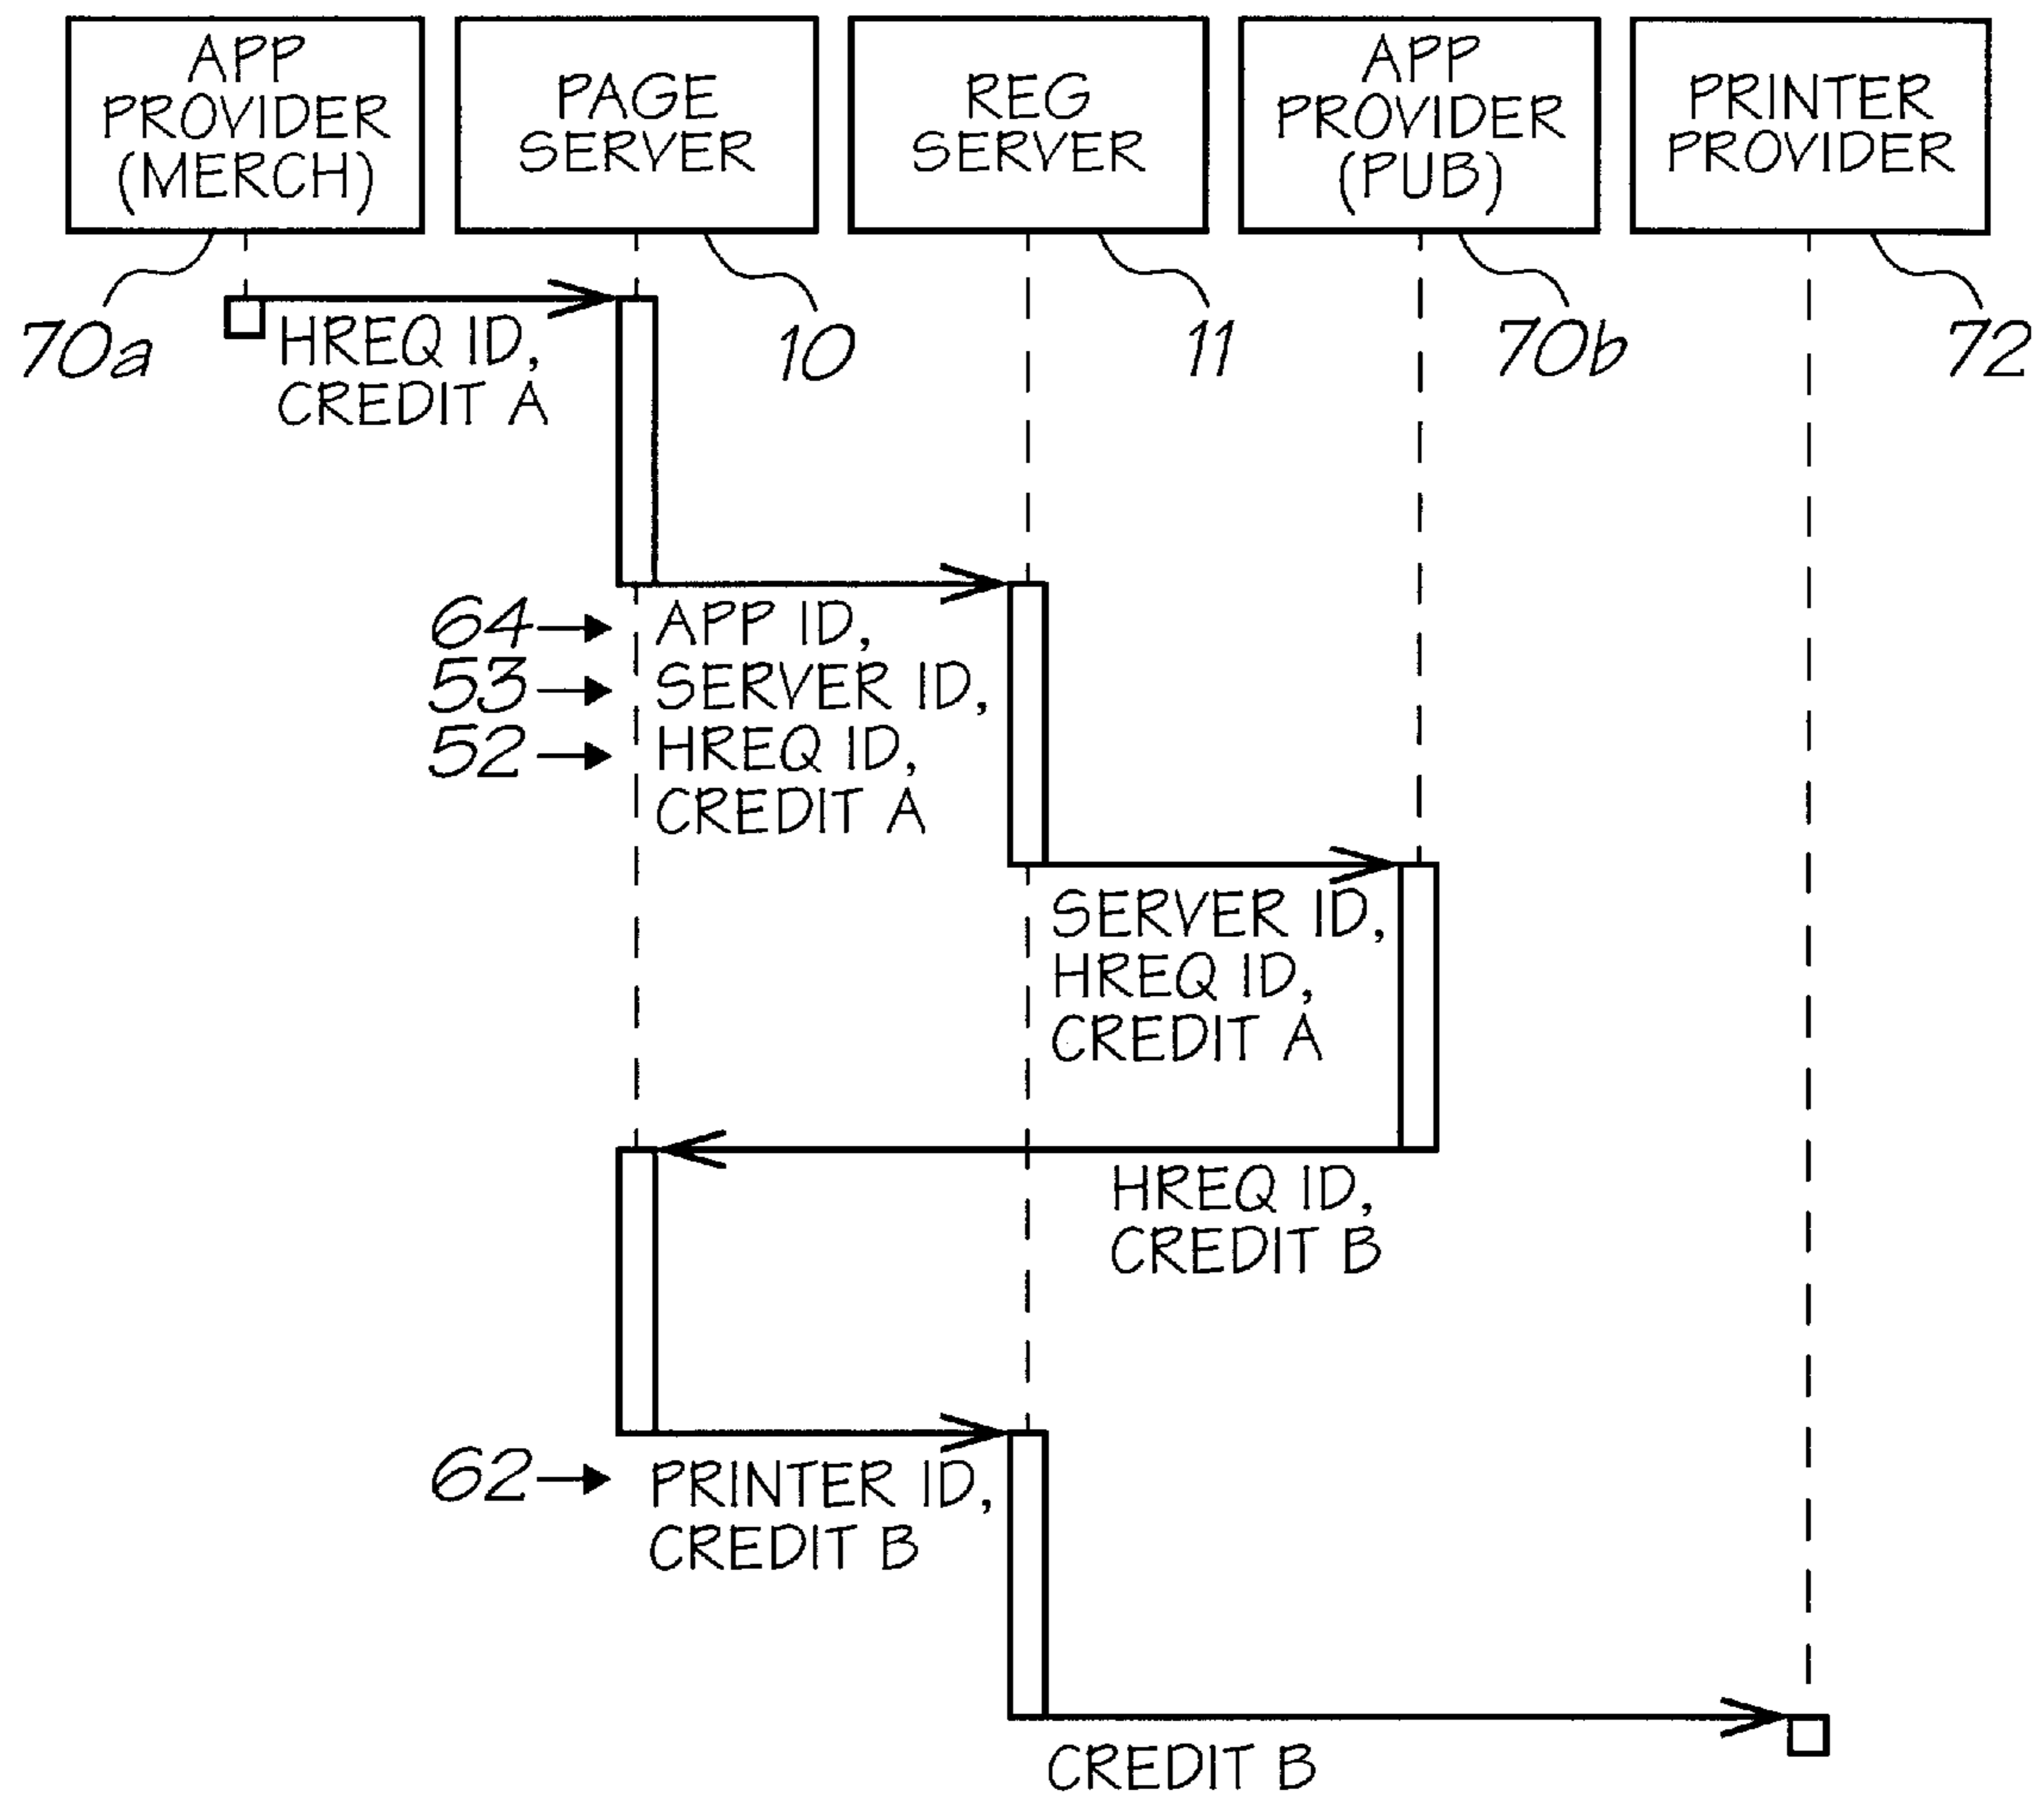 APP
PROVIDER
(MERCH)
PAGE
SERVER
REG
SERVER
APP
PROVIDER
(PUB)
PRINTER
PROVIDER
70a
10
11
70b
72
HREQ ID,
CREDIT A
64
APP ID,
53
SERVER ID,
52
HREQ ID,
CREDIT A
SERVER ID,
HREQ ID,
CREDIT A
HREQ ID,
CREDIT B
62
PRINTER ID,
CREDIT B
CREDIT B